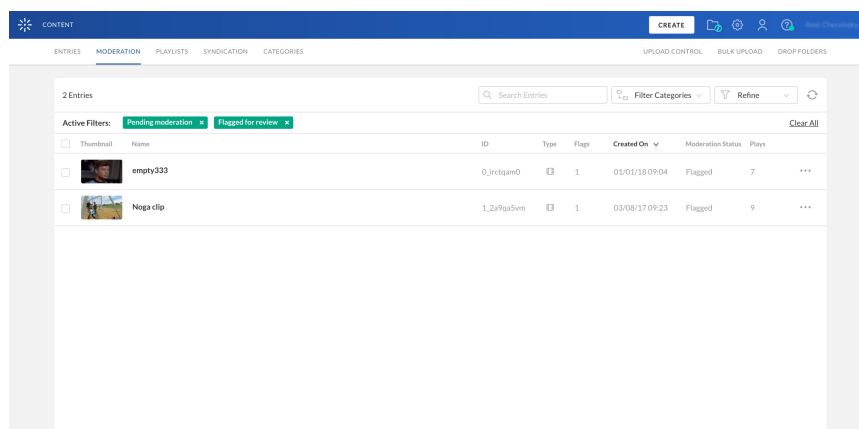 CONTENT
CREATE
ENTRIES MODERATION PLAYLISTS SYNDICATION CATEGORIES UPLOAD CONTROL BULK UPLOAD DROP FOLDERS
2 Entries Search Entries Filter Categories Refine
Active Filters: Pending moderation × Flagged for review × Clear All
Thumbnail Name ID Type Flags Created On Moderation Status Plays
empty333 0_irctqam0 1 01/01/18 09:04 Flagged 7
Noga clip 1_2a9qa5vm 1 03/08/17 09:23 Flagged 9